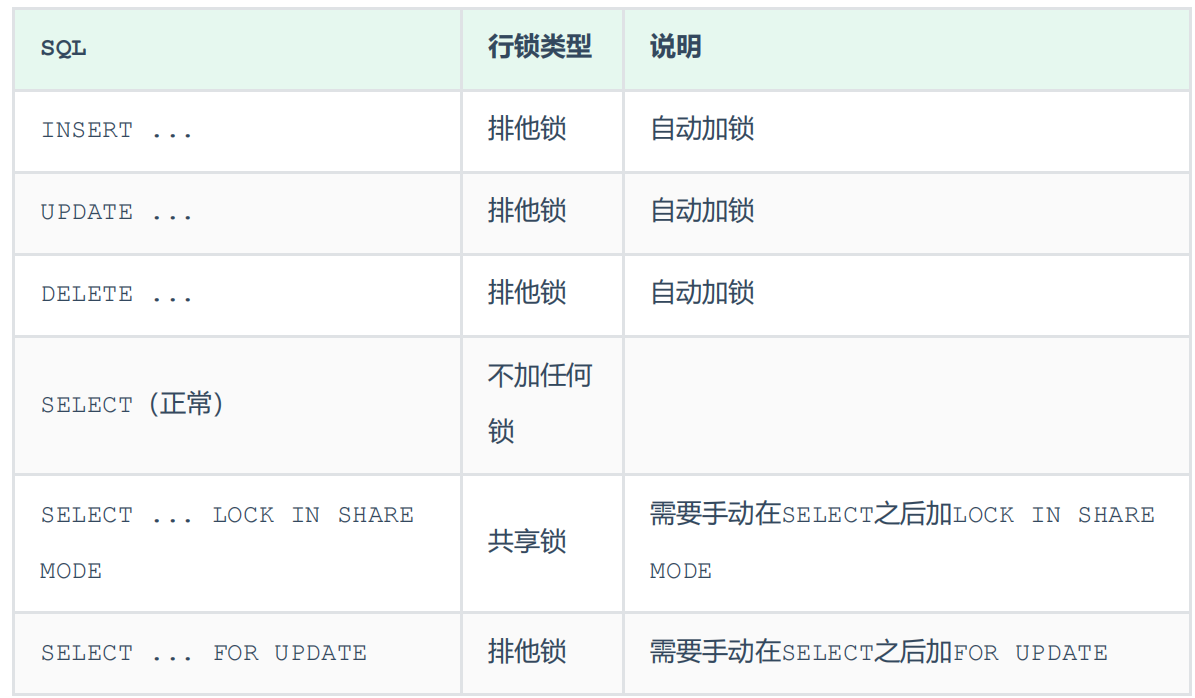 SQL 行锁类型 说明
INSERT ... 排他锁 自动加锁
UPDATE ... 排他锁 自动加锁
DELETE ... 排他锁 自动加锁
SELECT（正常） 不加任何
锁
SELECT ... LOCK IN SHARE
MODE
共享锁
需要手动在SELECT之后加LOCK IN SHARE
MODE
SELECT ... FOR UPDATE 排他锁 需要手动在SELECT之后加FOR UPDATE